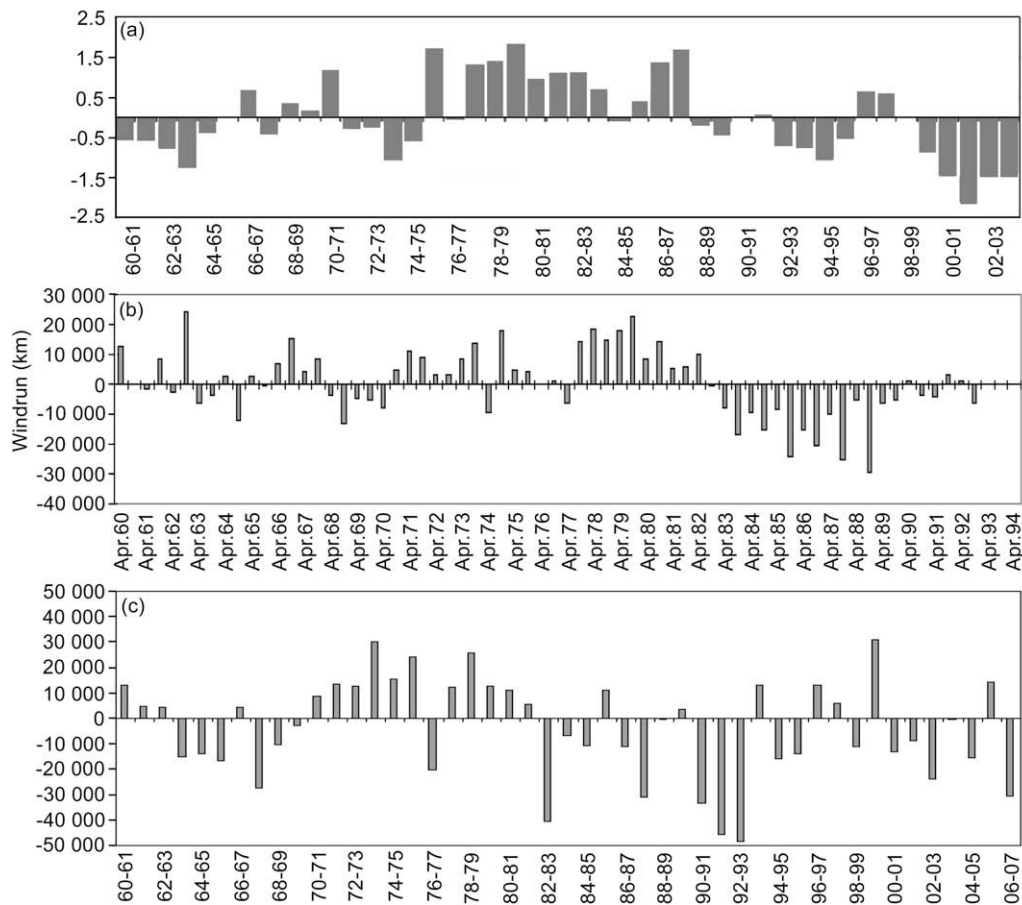 (a)
2.5
1.5
0.5
-0.5
-1.5
2.5
60-61
62-63
64-65
66-67
68-69
70-71
72-73
74-75
76-77
78-79
80-81
82-83
84-85
86-87
88-89
90-91
92-93
94-95
96-97
98-99
00-01
02-03
Windrun (km)
(b)
30 000
20 000
10 000
0
-10 000
-20 000
-30 000
-40 000
Apr.60
Apr.61
Apr.62
Apr.63
Apr.64
Apr.65
Apr.66
Apr.67
Apr.68
Apr.69
Apr.70
Apr.71
Apr.72
Apr.73
Apr.74
Apr.75
Apr.76
Apr.77
Apr.78
Apr.79
Apr.80
Apr.81
Apr.82
Apr.83
Apr.84
Apr.85
Apr.86
Apr.87
Apr.88
Apr.89
Apr.90
Apr.91
Apr.92
Apr.93
Apr.94
(c)
50 000
40 000
30 000
20 000
10 000
0
-10 000
-20 000
-30 000
-40 000
-50 000
60-61
62-63
64-65
66-67
68-69
70-71
72-73
74-75
76-77
78-79
80-81
82-83
84-85
86-87
88-89
90-91
92-93
94-95
96-97
98-99
00-01
02-03
04-05
06-07